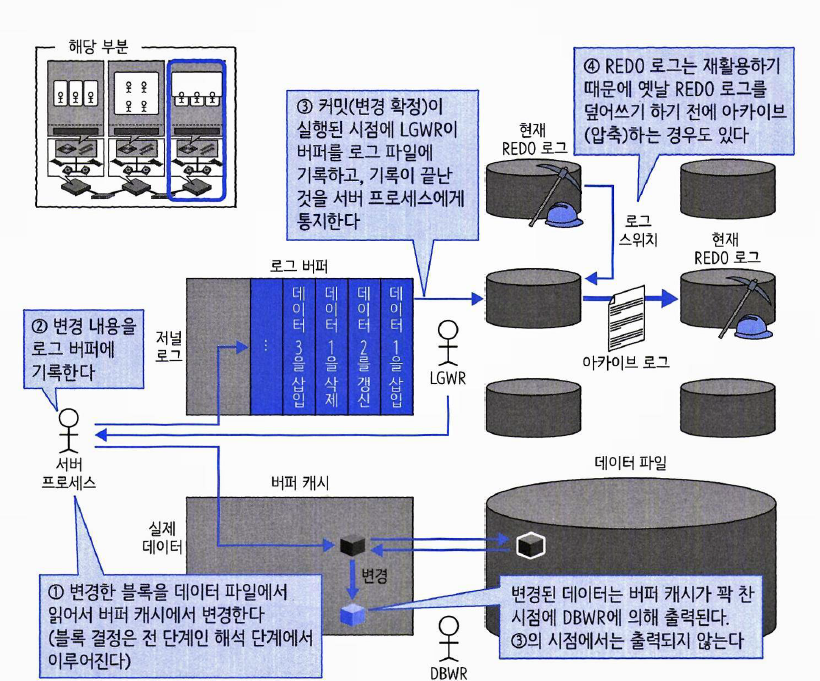 해당 부분
④ REDO 로그는 재활용하기
때문에 옛날 REDO 로그를
덮어쓰기 하기 전에 아카이브
(압축)하는 경우도 있다
③ 커밋(변경 확정)이
실행된 시점에 LGWR이
버퍼를 로그 파일에
기록하고, 기록이 끝난
것을 서버 프로세스에게
통지한다
현재
REDO 로그
로그
스위치
현재
REDO 로그
로그 버퍼
② 변경 내용을
로그 버퍼에
기록한다
저널
로그
⋮
데이터 3을 삽입
데이터 1을 삭제
데이터 2를 갱신
데이터 1을 삽입
LGWR
아카이브 로그
서버
프로세스
버퍼 캐시
데이터 파일
실제
데이터
변경
① 변경한 블록을 데이터 파일에서
읽어서 버퍼 캐시에서 변경한다
(블록 결정은 전 단계인 해석 단계에서
이루어진다)
변경된 데이터는 버퍼 캐시가 꽉 찬
시점에 DBWR에 의해 출력된다.
③의 시점에서는 출력되지 않는다
DBWR